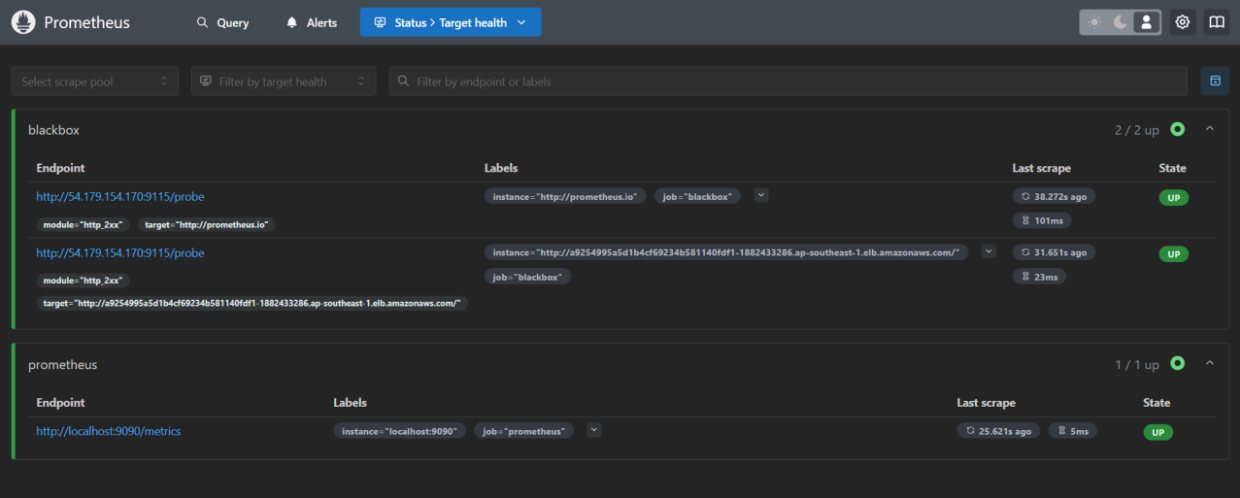 Prometheus Query Alerts Status > Target health
Select scrape pool Filter by target health Filter by endpoint or labels
blackbox 2 / 2 up
Endpoint Labels Last scrape State
http://54.179.154.170:9115/probe instance="http://prometheus.io" job="blackbox" 38.272s ago UP
module="http_2xx" target="http://prometheus.io" 101ms
http://54.179.154.170:9115/probe instance="http://a9254995a5d1b4cf69234b581140fdf1-1882433286.ap-southeast-1.elb.amazonaws.com/" 31.651s ago UP
module="http_2xx" job="blackbox" 23ms
target="http://a9254995a5d1b4cf69234b581140fdf1-1882433286.ap-southeast-1.elb.amazonaws.com/"
prometheus 1 / 1 up
Endpoint Labels Last scrape State
http://localhost:9090/metrics instance="localhost:9090" job="prometheus" 25.621s ago 5ms UP